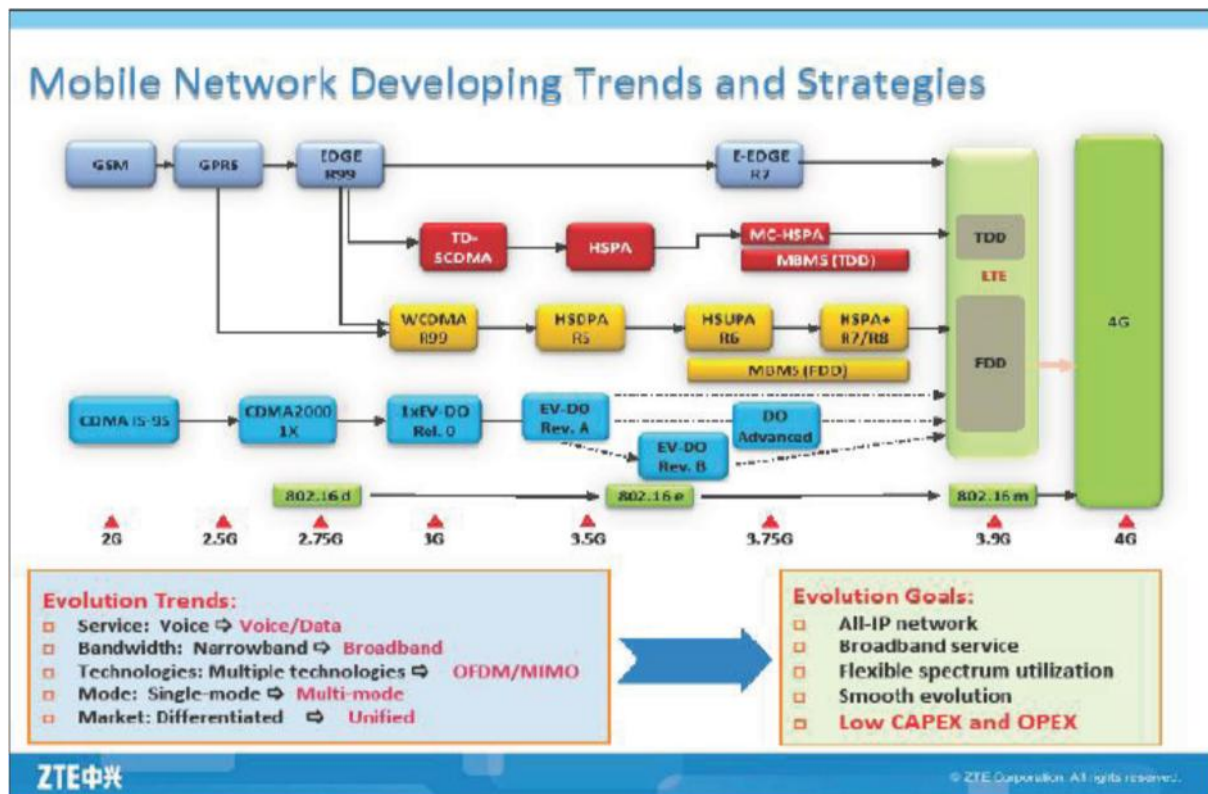 Mobile Network Developing Trends and Strategies
GSM
GPRS
EDGE
R99
E-EDGE
R7
TD-
SCDMA
HSPA
MC-HSPA
MBMS (TDD)
TDD
LTE
FDD
4G
WCDMA
R99
HSDPA
R5
HSUPA
R6
HSPA+
R7/R8
MBMS (FDD)
CDMA IS-95
CDMA2000
1X
1xEV-DO
Rel. 0
EV-DO
Rev. A
EV-DO
Rev. B
DO
Advanced
802.16 d
802.16 e
802.16 m
2G
2.5G
2.75G
3G
3.5G
3.75G
3.9G
4G
Evolution Trends:
Service: Voice ⇨ Voice/Data
Bandwidth: Narrowband ⇨ Broadband
Technologies: Multiple technologies ⇨ OFDM/MIMO
Mode: Single-mode ⇨ Multi-mode
Market: Differentiated ⇨ Unified
Evolution Goals:
All-IP network
Broadband service
Flexible spectrum utilization
Smooth evolution
Low CAPEX and OPEX
ZTE中兴
© ZTE Corporation. All rights reserved.